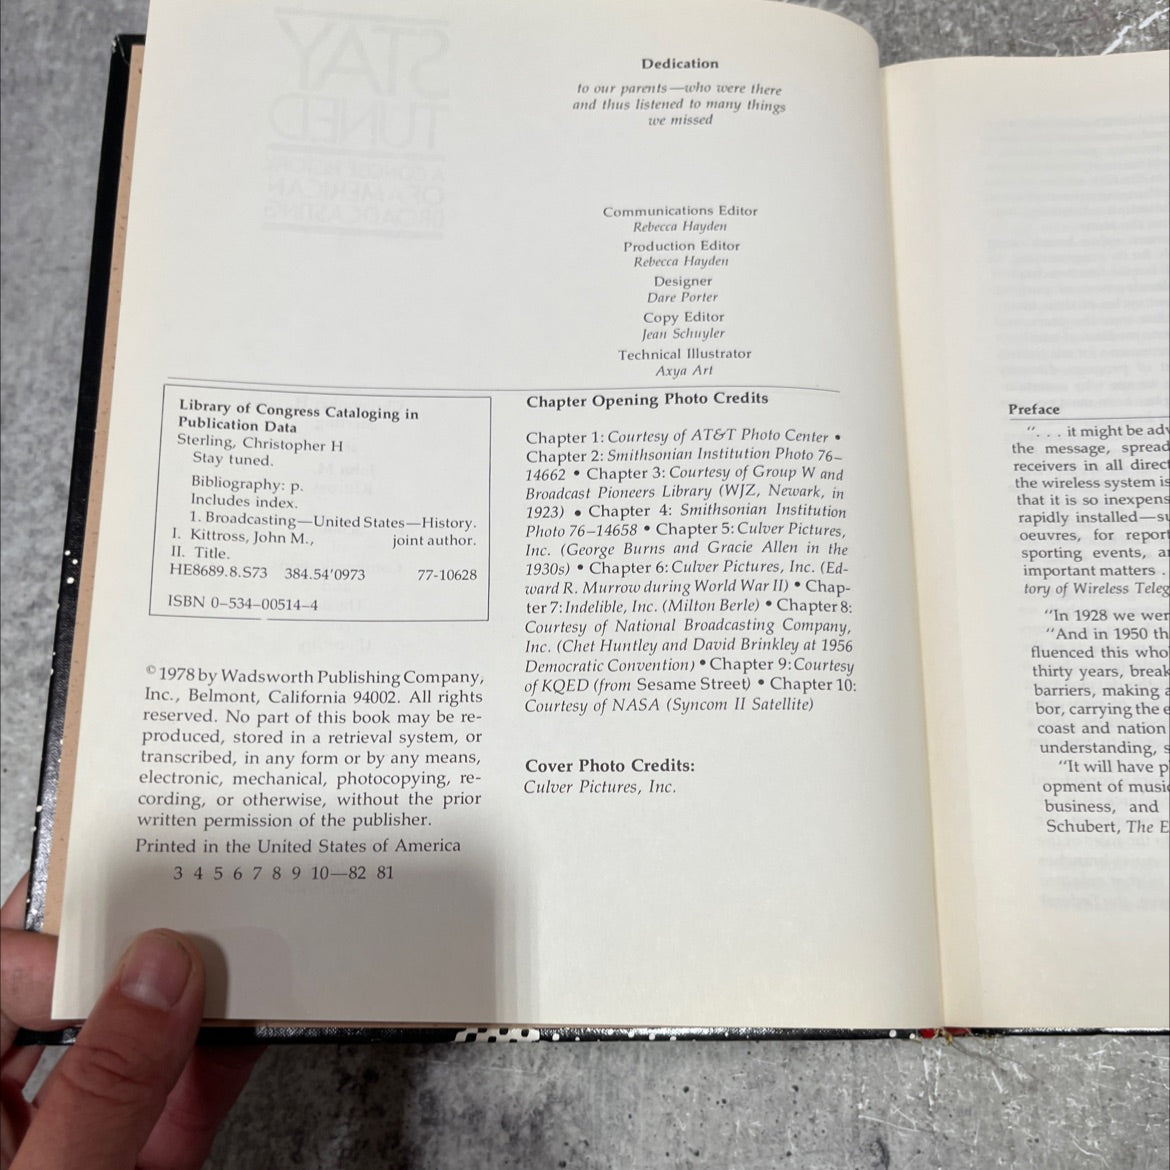 Dedication
to our parents—who were there
and thus listened to many things
we missed
Communications Editor
Rebecca Hayden
Production Editor
Rebecca Hayden
Designer
Dare Porter
Copy Editor
Jean Schuyler
Technical Illustrator
Axya Art
Library of Congress Cataloging in
Publication Data
Sterling, Christopher H
Stay tuned.
Bibliography: p.
Includes index.
1. Broadcasting—United States—History.
I. Kittross, John M., joint author.
II. Title.
HE8689.8.S73 384.54'0973 77-10628
ISBN 0-534-00514-4
© 1978 by Wadsworth Publishing Company,
Inc., Belmont, California 94002. All rights
reserved. No part of this book may be re-
produced, stored in a retrieval system, or
transcribed, in any form or by any means,
electronic, mechanical, photocopying, re-
cording, or otherwise, without the prior
written permission of the publisher.
Printed in the United States of America
3 4 5 6 7 8 9 10—82 81
Chapter Opening Photo Credits
Chapter 1: Courtesy of AT&T Photo Center •
Chapter 2: Smithsonian Institution Photo 76–
14662 • Chapter 3: Courtesy of Group W and
Broadcast Pioneers Library (WJZ, Newark, in
1923) • Chapter 4: Smithsonian Institution
Photo 76–14658 • Chapter 5: Culver Pictures,
Inc. (George Burns and Gracie Allen in the
1930s) • Chapter 6: Culver Pictures, Inc. (Ed-
ward R. Murrow during World War II) • Chap-
ter 7: Indelible, Inc. (Milton Berle) • Chapter 8:
Courtesy of National Broadcasting Company,
Inc. (Chet Huntley and David Brinkley at 1956
Democratic Convention) • Chapter 9: Courtesy
of KQED (from Sesame Street) • Chapter 10:
Courtesy of NASA (Syncom II Satellite)
Cover Photo Credits:
Culver Pictures, Inc.
Preface
". . . it might be adv
the message, spread
receivers in all direct
the wireless system is
that it is so inexpens
rapidly installed—su
oeuvres, for report
sporting events, a
important matters .
tory of Wireless Teleg
"In 1928 we wer
"And in 1950 th
fluenced this who
thirty years, break
barriers, making a
bor, carrying the e
coast and nation
understanding, s
"It will have p
opment of music
business, and
Schubert, The E